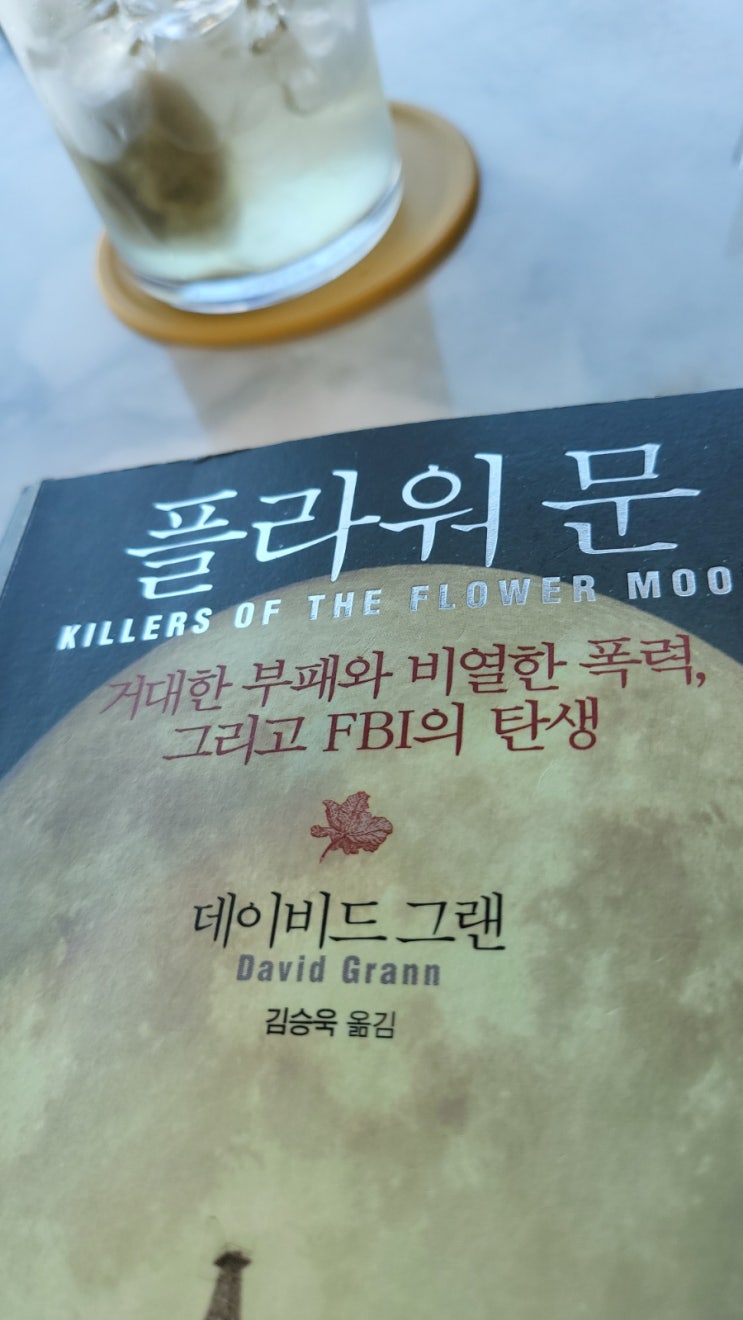 플라워 문
KILLERS OF THE FLOWER MOO
거대한 부패와 비열한 폭력,
그리고 FBI의 탄생
데이비드 그랜
David Grann
김승욱 옮김